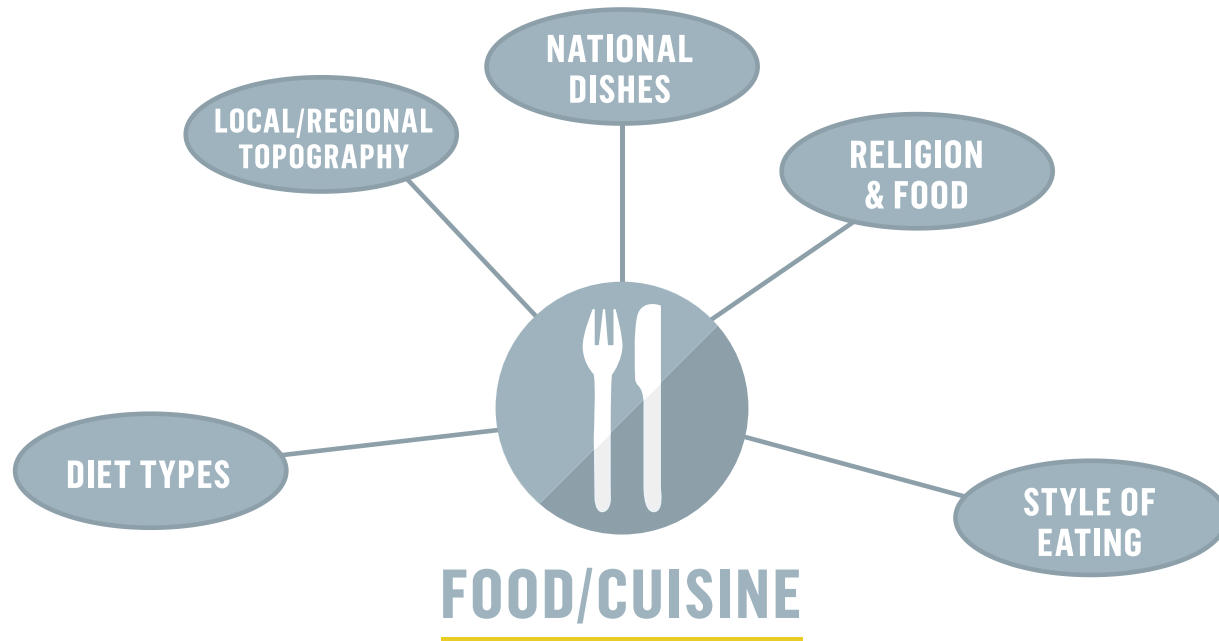 NATIONAL
DISHES
LOCAL/REGIONAL
TOPOGRAPHY
RELIGION
& FOOD
DIET TYPES
STYLE OF
EATING
FOOD/CUISINE